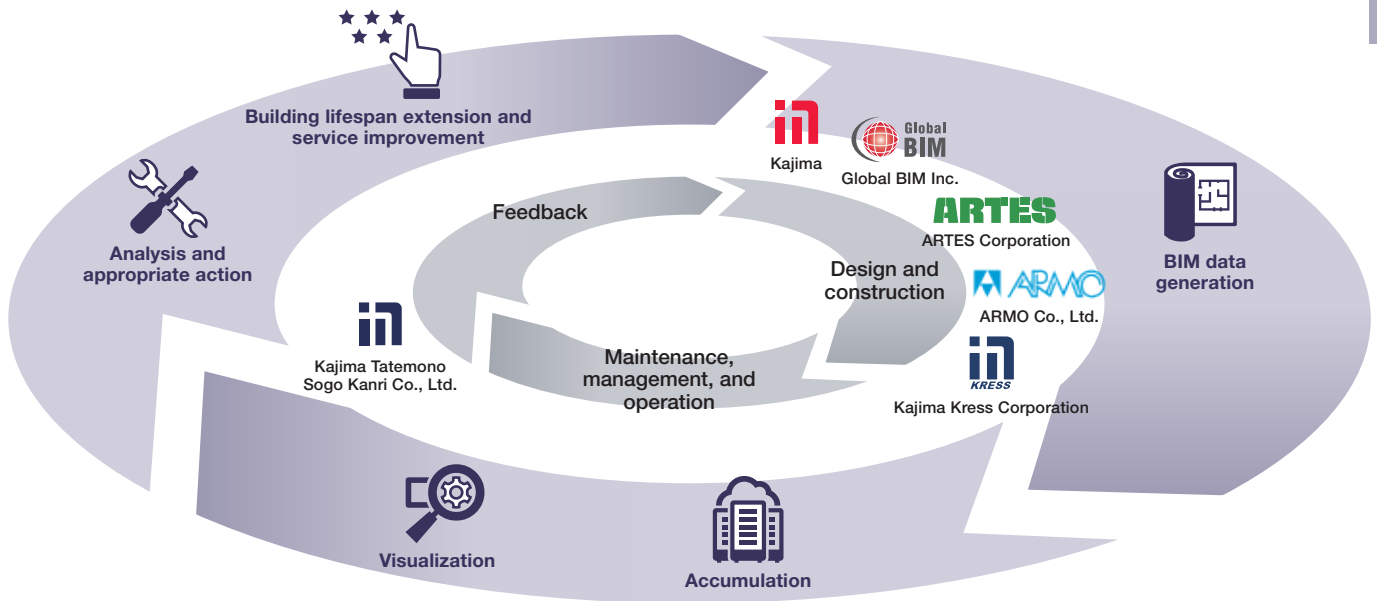 Building lifespan extension and
service improvement
Kajima
Global
BIM
Global BIM Inc.
ARTES
ARTES Corporation
BIM data
generation
Analysis and
appropriate action
Feedback
Design and
construction
ARMO
ARMO Co., Ltd.
Kajima Tatemono
Sogo Kanri Co., Ltd.
Maintenance,
management, and
operation
KRESS
Kajima Kress Corporation
Visualization
Accumulation